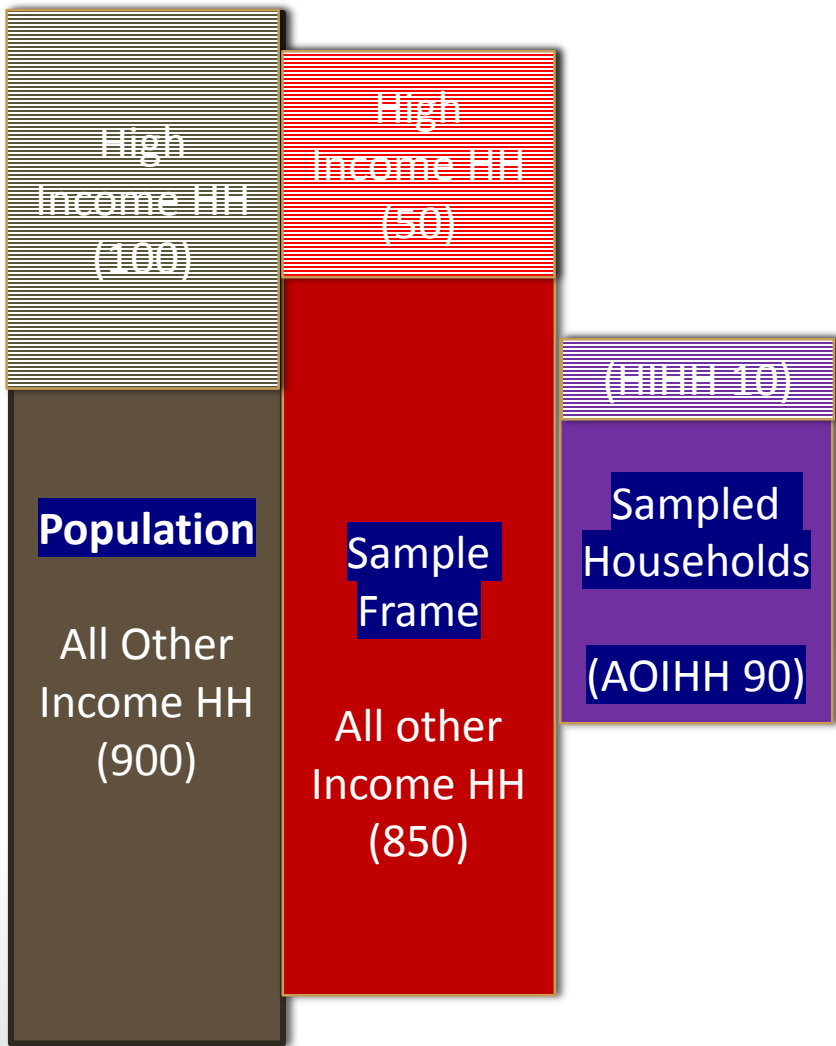 High
Income HH
(100)
Population
All Other
Income HH
(900)
High
Income HH
(50)
Sample
Frame
All other
Income HH
(850)
(HIHH 10)
Sampled
Households
(AOIHH 90)